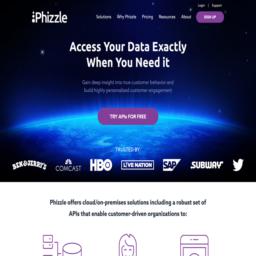 Login | Support
Phizzle
Solutions Why Phizzle Pricing Resources About SIGN UP
Access Your Data Exactly
When You Need it
Gain deep insight into true customer behavior and
build highly personalized customer engagement
TRY APIs FOR FREE
TRUSTED BY
BEN & JERRY'S COMCAST HBO LIVE NATION SAP SUBWAY
Phizzle offers cloud/on-premises solutions including a robust set of
APIs that enable customer-driven organizations to: